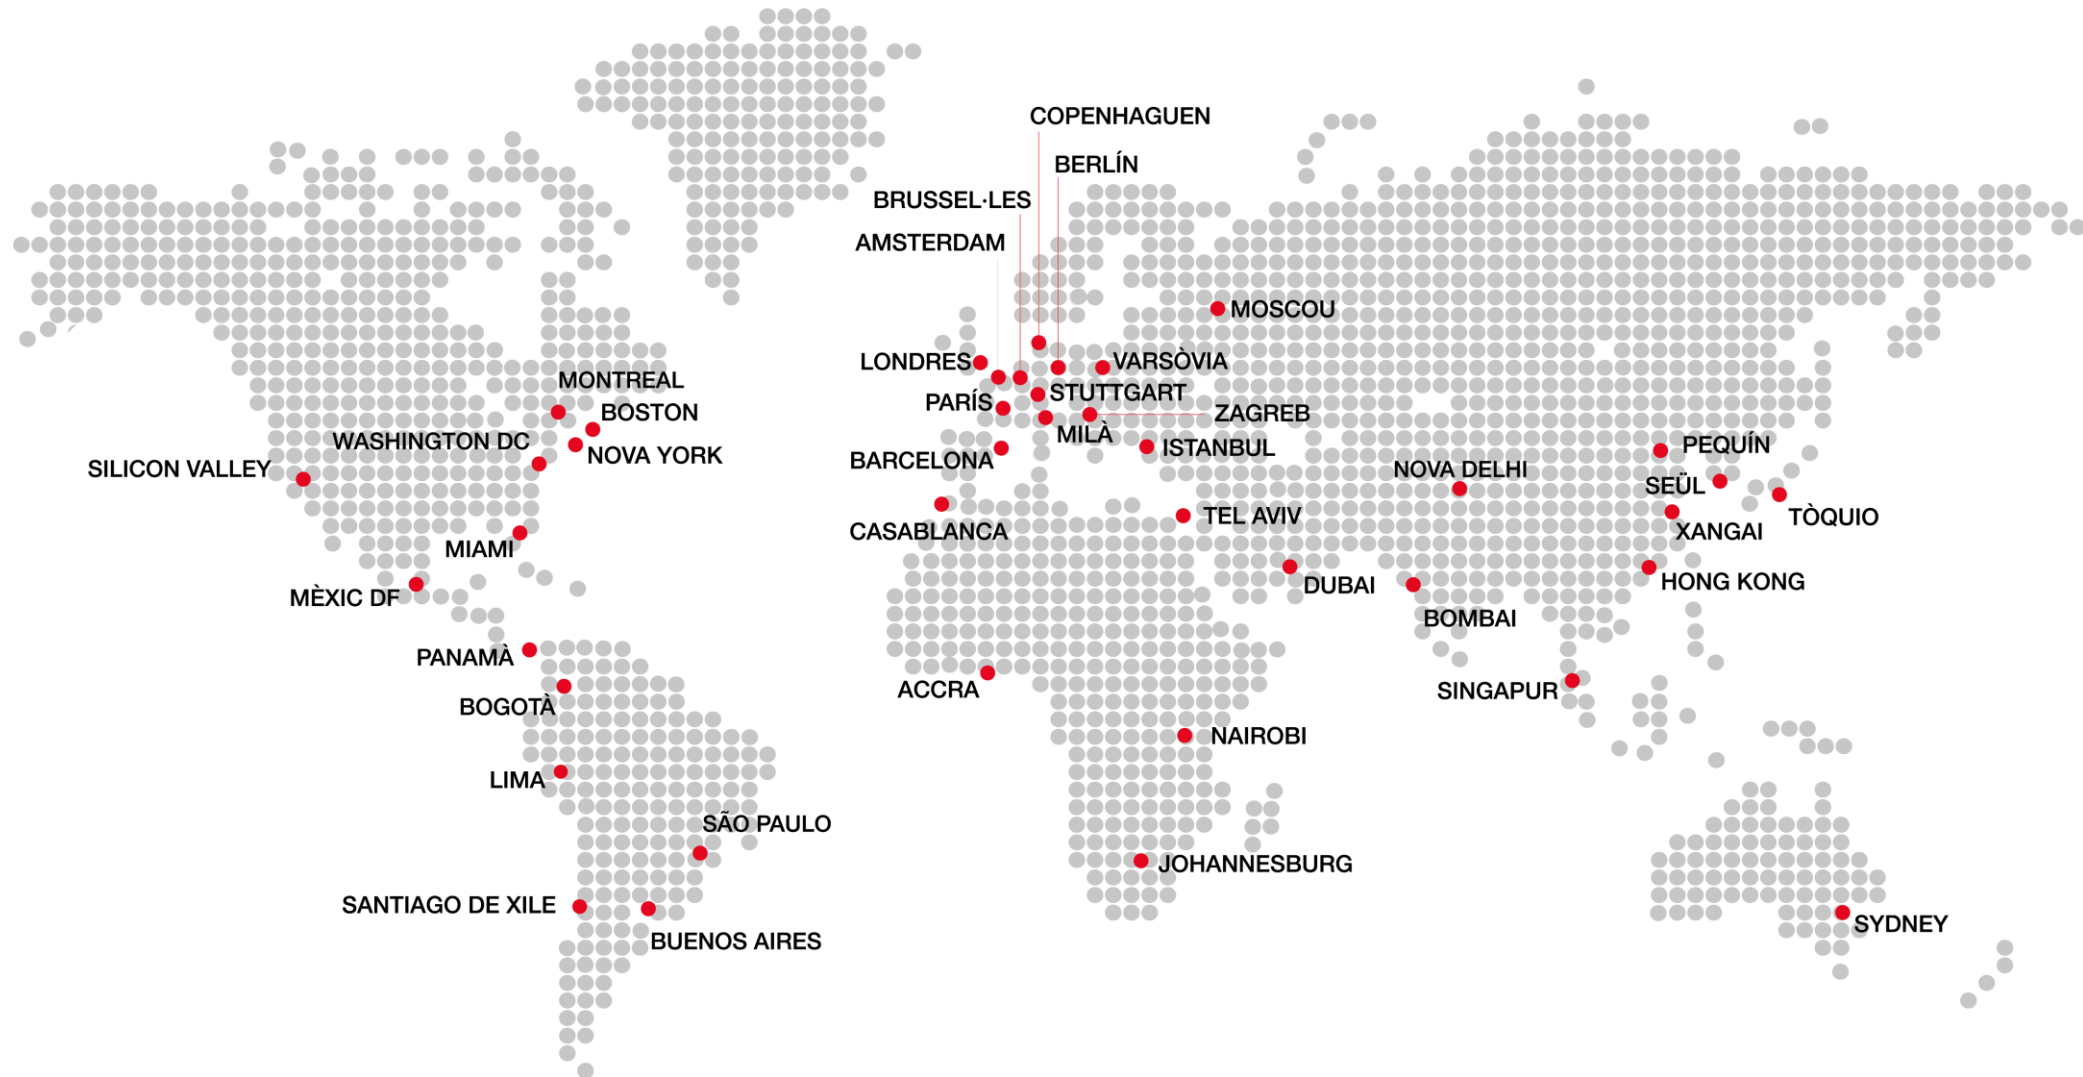 COPENHAGUEN
BERLÍN
BRUSSEL·LES
AMSTERDAM
MOSCOU
LONDRES
VARSÒVIA
MONTREAL
STUTTGART
PARÍS
BOSTON
ZAGREB
WASHINGTON DC
MILÀ
PEQUÍN
ISTANBUL
NOVA YORK
BARCELONA
SILICON VALLEY
NOVA DELHI
SEÜL
TEL AVIV
TÒQUIO
CASABLANCA
XANGAI
MIAMI
HONG KONG
DUBAI
MÈXIC DF
BOMBAI
PANAMÀ
ACCRA
SINGAPUR
BOGOTÀ
NAIROBI
LIMA
SÃO PAULO
JOHANNESBURG
SANTIAGO DE XILE
SYDNEY
BUENOS AIRES